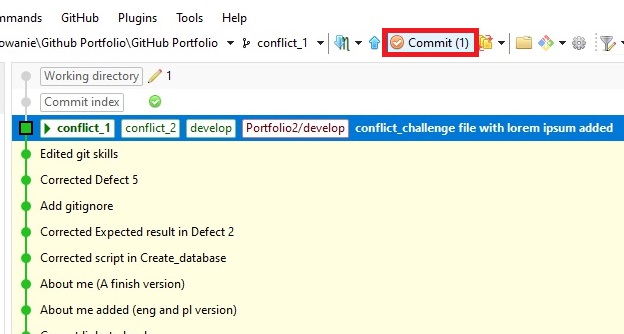 mmands GitHub Plugins Tools Help
owanie\Github Portfolio\GitHub Portfolio conflict_1 Commit (1)
Working directory 1
Commit index
conflict_1 conflict_2 develop Portfolio2/develop conflict_challenge file with lorem ipsum added
Edited git skills
Corrected Defect 5
Add gitignore
Corrected Expected result in Defect 2
Corrected script in Create_database
About me (A finish version)
About me added (eng and pl version)